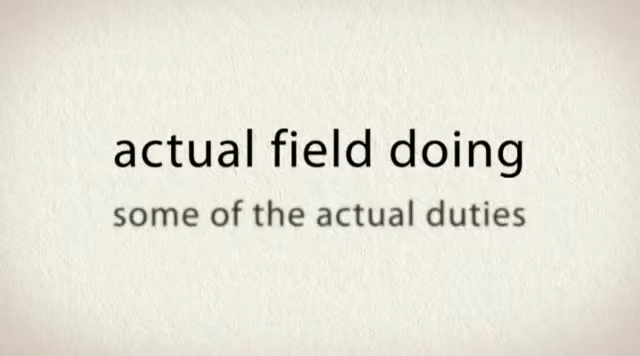 actual field doing
some of the actual duties